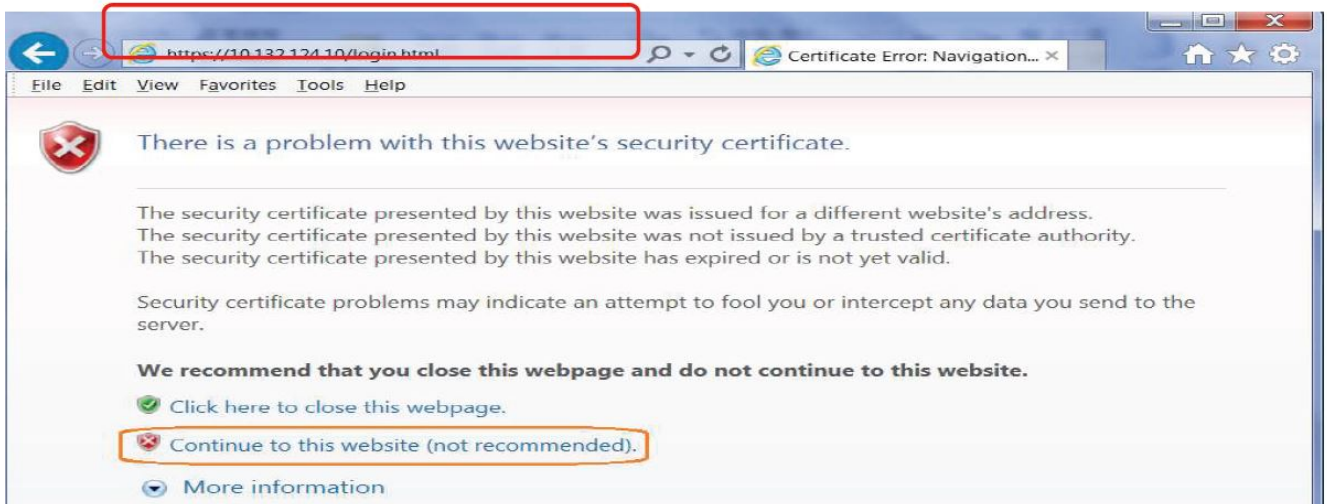 https://10.132.124.10/login.html
Certificate Error: Navigation...
File Edit View Favorites Tools Help
There is a problem with this website's security certificate.
The security certificate presented by this website was issued for a different website's address.
The security certificate presented by this website was not issued by a trusted certificate authority.
The security certificate presented by this website has expired or is not yet valid.
Security certificate problems may indicate an attempt to fool you or intercept any data you send to the
server.
We recommend that you close this webpage and do not continue to this website.
Click here to close this webpage.
Continue to this website (not recommended).
More information